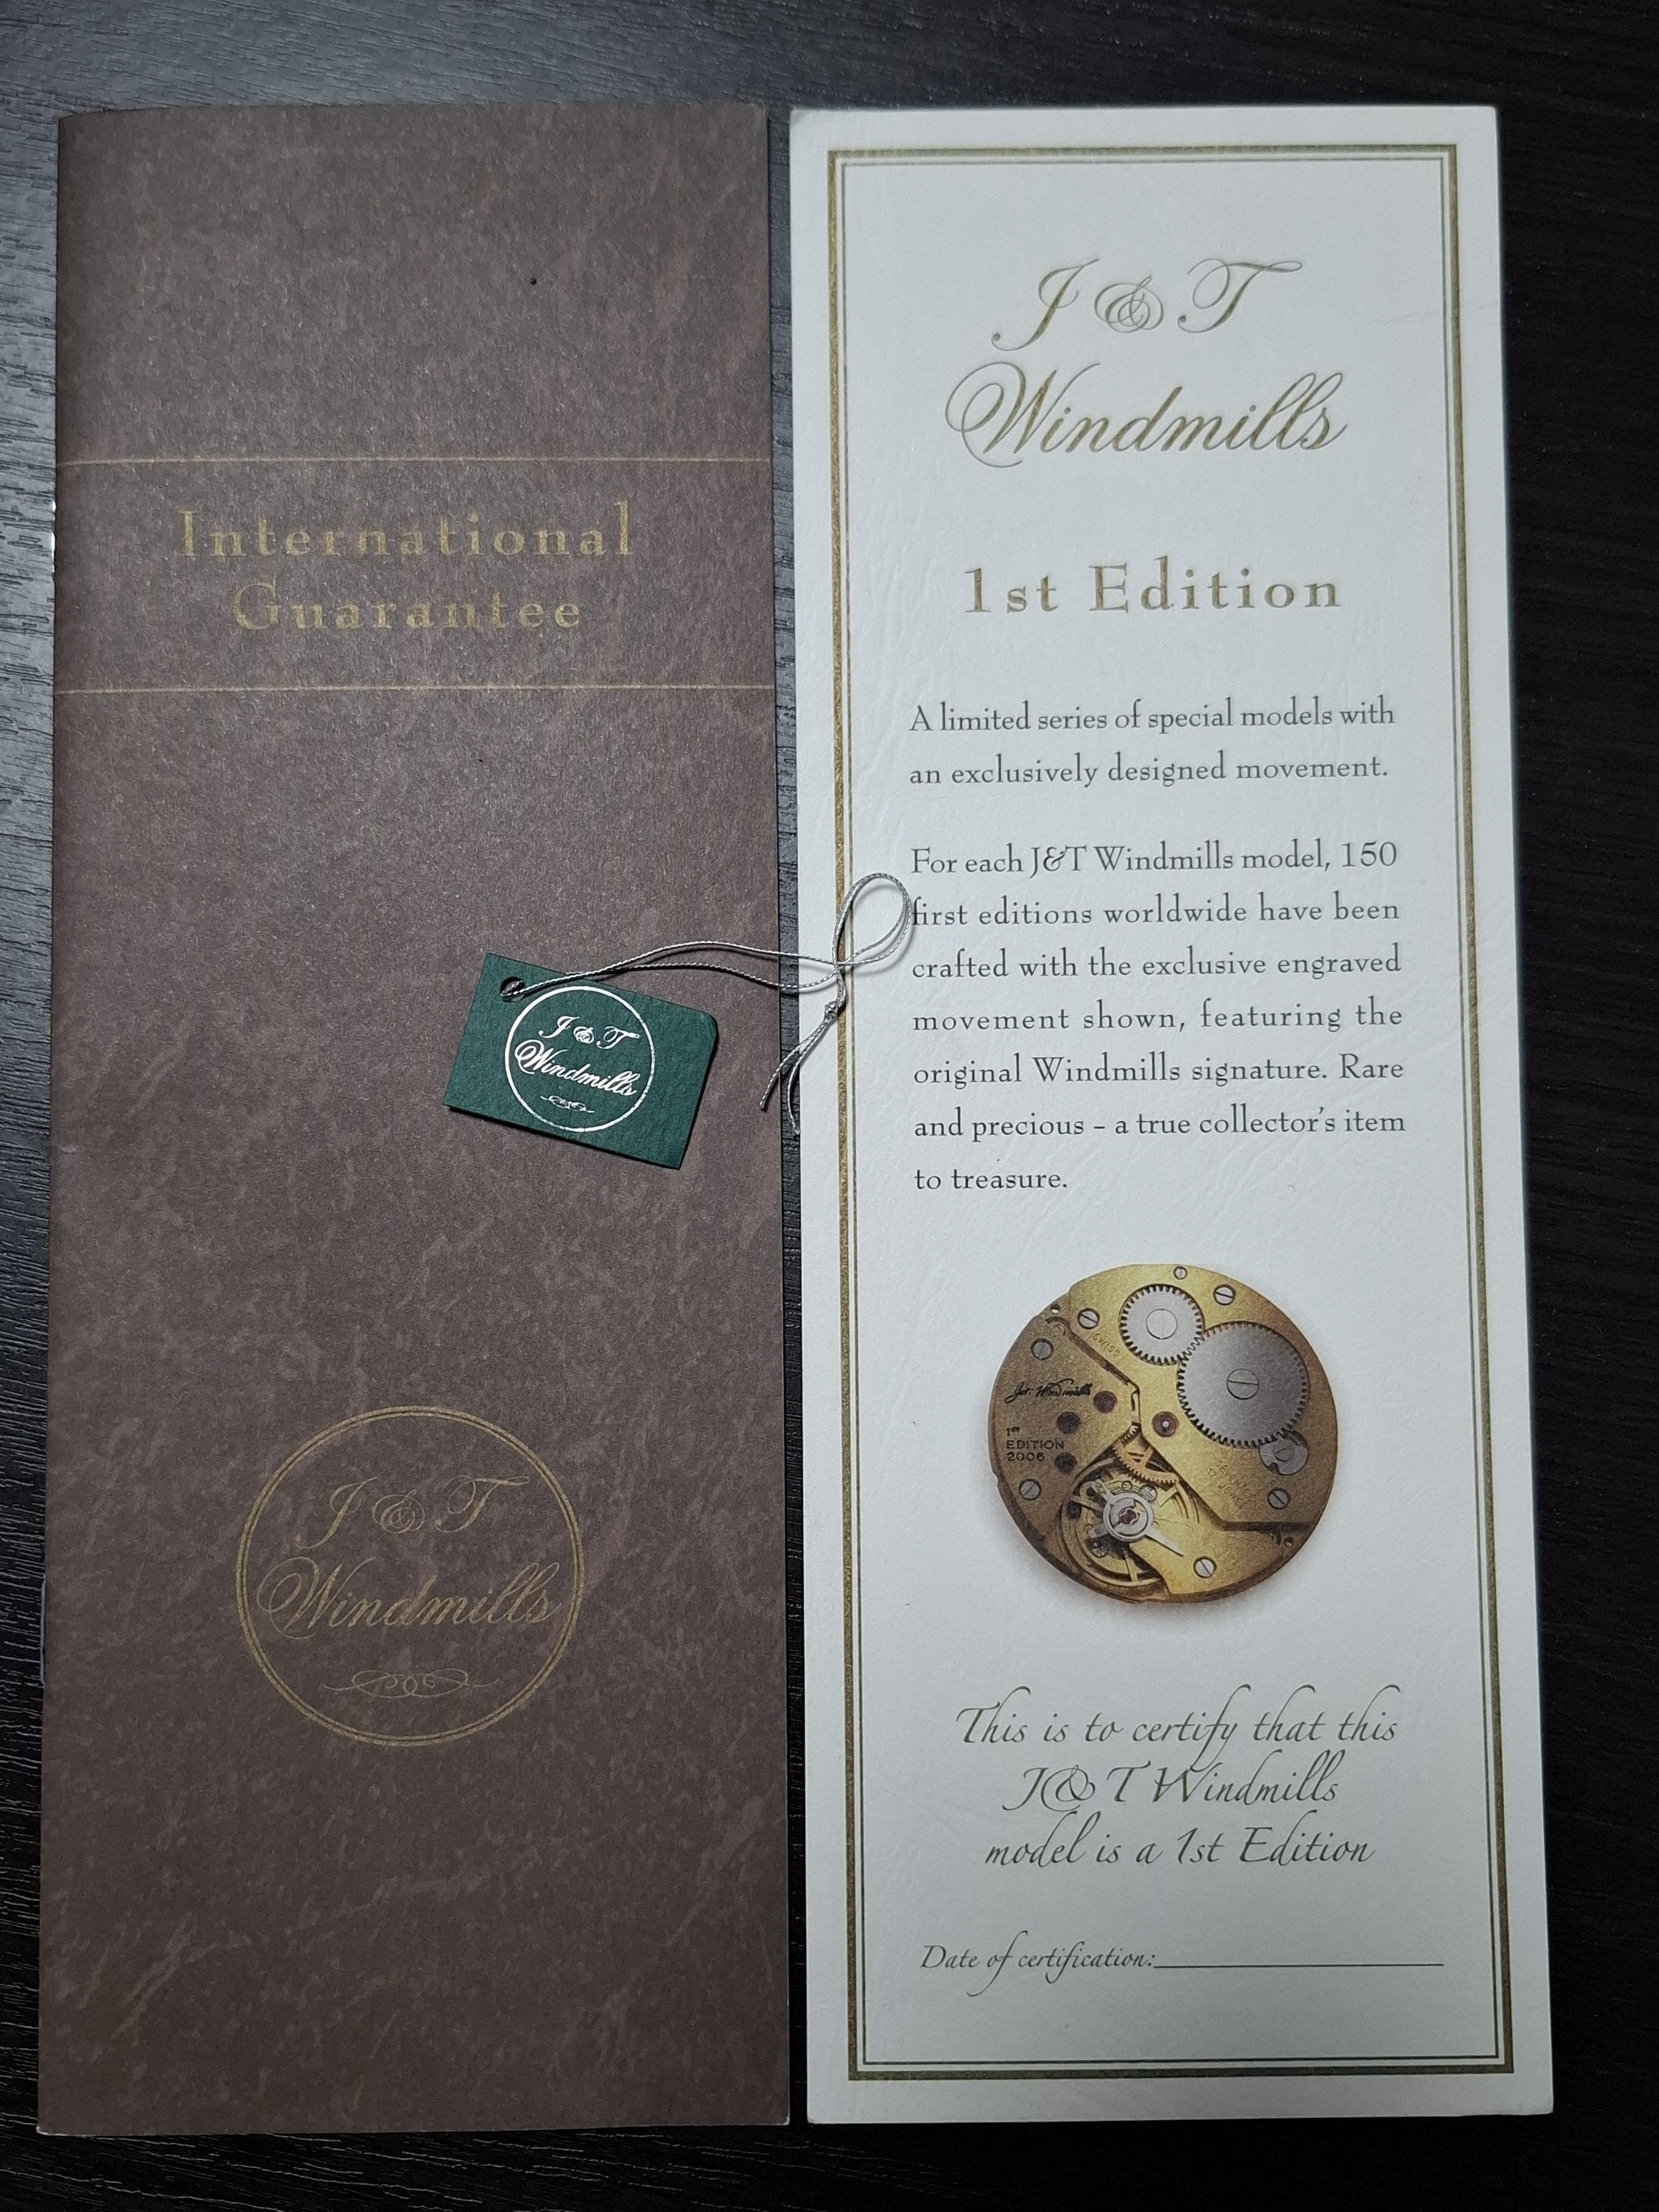 International
Guarantee
J & T
Windmills
J & T
Windmills
J & T
Windmills
1st Edition
A limited series of special models with
an exclusively designed movement.
For each J&T Windmills model, 150
first editions worldwide have been
crafted with the exclusive engraved
movement shown, featuring the
original Windmills signature. Rare
and precious – a true collector's item
to treasure.
SWISS
Windmills
1ST
EDITION
2006
This is to certify that this
J&T Windmills
model is a 1st Edition
Date of certification: